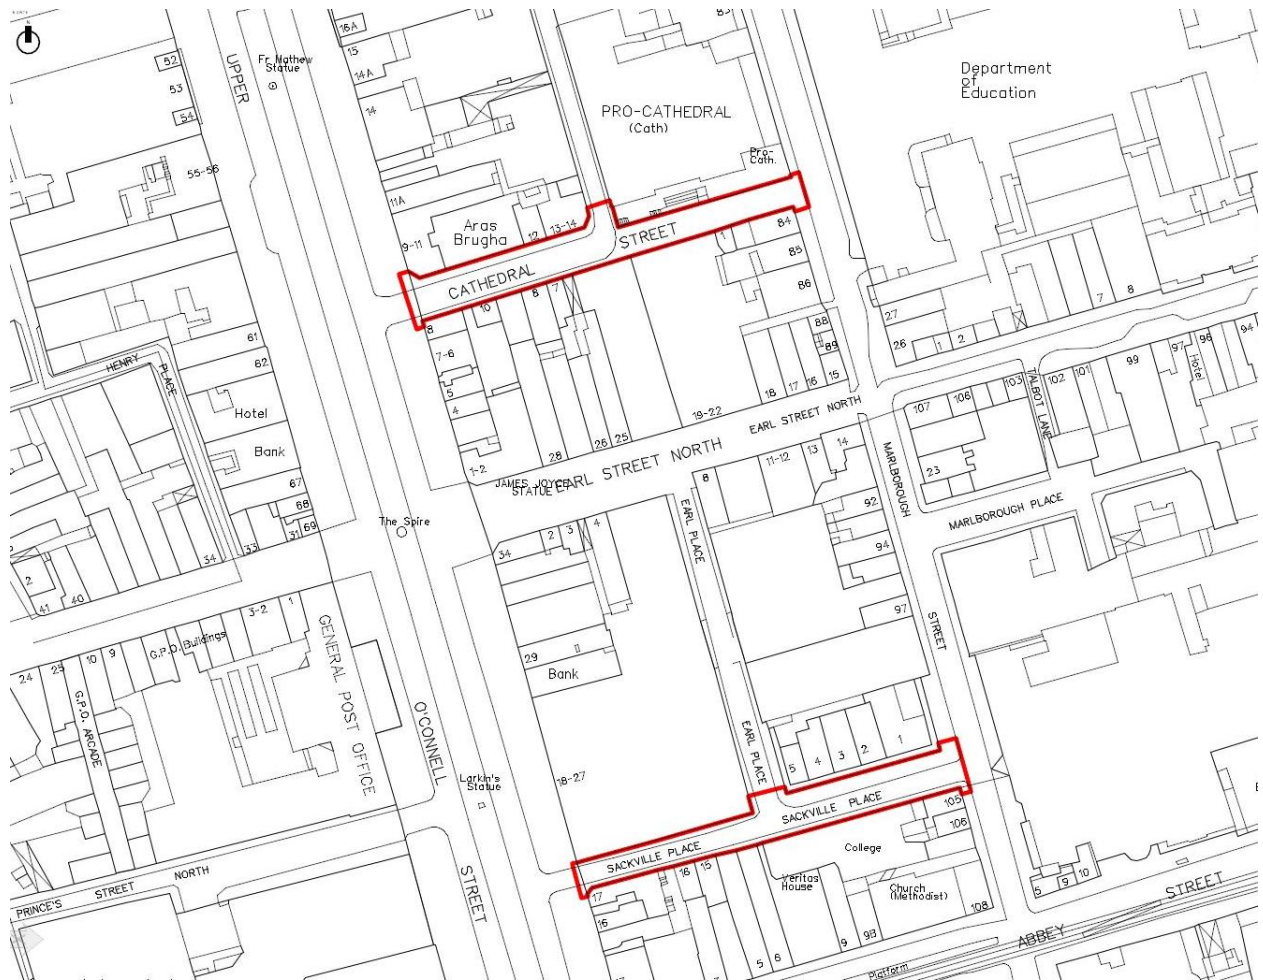 16A
15
14A
14
52
53
54
UPPER
Fr Mathew
Statue
83
PRO-CATHEDRAL
(Cath)
Pro-
Cath.
Department
of
Education
55-56
11A
9-11
Aras
Brugha
12
13-14
CATHEDRAL
STREET
1
84
85
86
88
89
8
7-6
5
4
1-2
10
8
7
28
26
25
19-22
18
17
16
15
61
62
HENRY
PLACE
Hotel
Bank
67
68
69
31
33
34
27
26
1
2
7
8
TALBOT LANE
107
106
103
102
101
99
97
Hotel
96
94
23
EARL STREET NORTH
EARL STREET NORTH
JAMES JOYCE
STATUE
The Spire
8
11-12
13
14
MARLBOROUGH
STREET
MARLBOROUGH PLACE
92
94
97
EARL PLACE
EARL PLACE
34
2
3
4
29
Bank
18-27
2
41
40
3-2
1
G.P.O. Buildings
24
25
10
9
G.P.O. ARCADE
GENERAL POST OFFICE
O'CONNELL
STREET
Larkin's
Statue
5
4
3
2
1
SACKVILLE PLACE
SACKVILLE PLACE
105
106
College
Veritas
House
Church
(Methodist)
108
17
16
16
15
5
6
9
9B
5
9
10
PRINCE'S STREET NORTH
ABBEY STREET
Platform